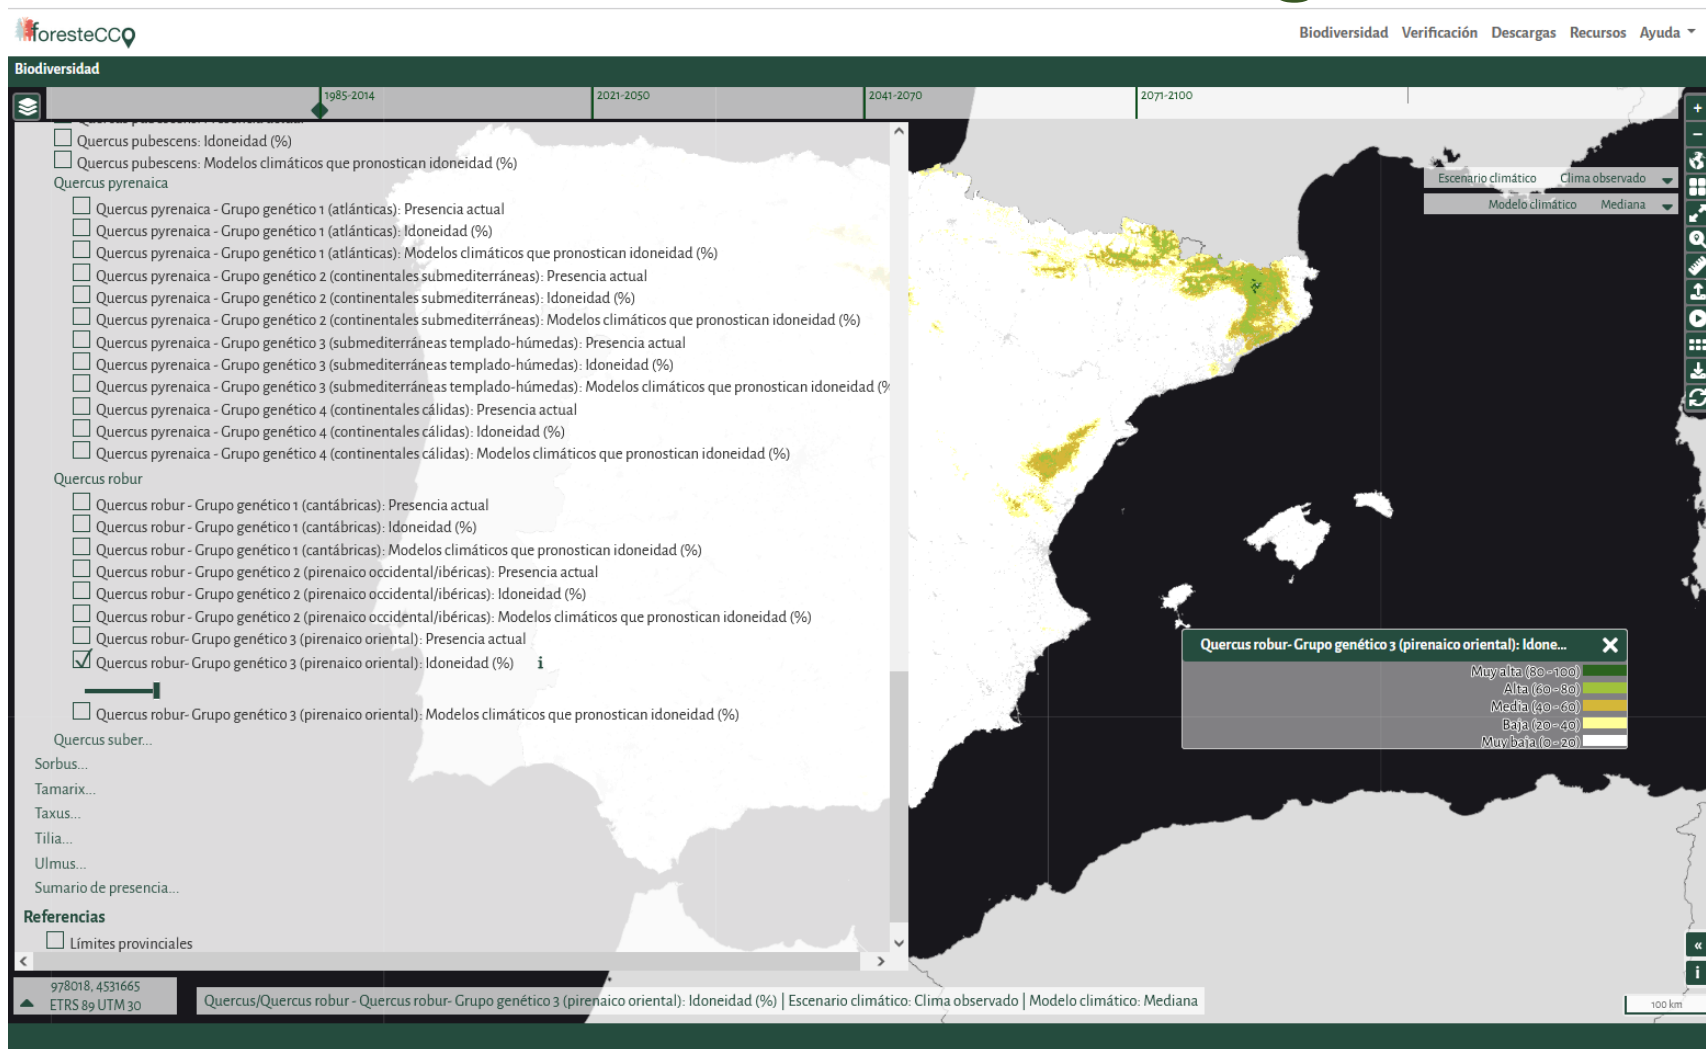 foresteCC
Biodiversidad Verificación Descargas Recursos Ayuda
Biodiversidad
1985-2014 2021-2050 2041-2070 2071-2100
Quercus pubescens: Presencia actual
Quercus pubescens: Idoneidad (%)
Quercus pubescens: Modelos climáticos que pronostican idoneidad (%)
Quercus pyrenaica
Quercus pyrenaica - Grupo genético 1 (atlánticas): Presencia actual
Quercus pyrenaica - Grupo genético 1 (atlánticas): Idoneidad (%)
Quercus pyrenaica - Grupo genético 1 (atlánticas): Modelos climáticos que pronostican idoneidad (%)
Quercus pyrenaica - Grupo genético 2 (continentales submediterráneas): Presencia actual
Quercus pyrenaica - Grupo genético 2 (continentales submediterráneas): Idoneidad (%)
Quercus pyrenaica - Grupo genético 2 (continentales submediterráneas): Modelos climáticos que pronostican idoneidad (%)
Quercus pyrenaica - Grupo genético 3 (submediterráneas templado-húmedas): Presencia actual
Quercus pyrenaica - Grupo genético 3 (submediterráneas templado-húmedas): Idoneidad (%)
Quercus pyrenaica - Grupo genético 3 (submediterráneas templado-húmedas): Modelos climáticos que pronostican idoneidad (%
Quercus pyrenaica - Grupo genético 4 (continentales cálidas): Presencia actual
Quercus pyrenaica - Grupo genético 4 (continentales cálidas): Idoneidad (%)
Quercus pyrenaica - Grupo genético 4 (continentales cálidas): Modelos climáticos que pronostican idoneidad (%)
Quercus robur
Quercus robur - Grupo genético 1 (cantábricas): Presencia actual
Quercus robur - Grupo genético 1 (cantábricas): Idoneidad (%)
Quercus robur - Grupo genético 1 (cantábricas): Modelos climáticos que pronostican idoneidad (%)
Quercus robur - Grupo genético 2 (pirenaico occidental/ibéricas): Presencia actual
Quercus robur - Grupo genético 2 (pirenaico occidental/ibéricas): Idoneidad (%)
Quercus robur - Grupo genético 2 (pirenaico occidental/ibéricas): Modelos climáticos que pronostican idoneidad (%)
Quercus robur- Grupo genético 3 (pirenaico oriental): Presencia actual
Quercus robur- Grupo genético 3 (pirenaico oriental): Idoneidad (%) i
Quercus robur- Grupo genético 3 (pirenaico oriental): Modelos climáticos que pronostican idoneidad (%)
Quercus suber...
Sorbus...
Tamarix...
Taxus...
Tilia...
Ulmus...
Sumario de presencia...
Referencias
Límites provinciales
Escenario climático Clima observado
Modelo climático Mediana
Quercus robur- Grupo genético 3 (pirenaico oriental): Idone...
Muy alta (80 - 100)
Alta (60 - 80)
Media (40 - 60)
Baja (20 - 40)
Muy baja (0 - 20)
978018, 4531665
ETRS 89 UTM 30
Quercus/Quercus robur - Quercus robur- Grupo genético 3 (pirenaico oriental): Idoneidad (%) | Escenario climático: Clima observado | Modelo climático: Mediana
100 km